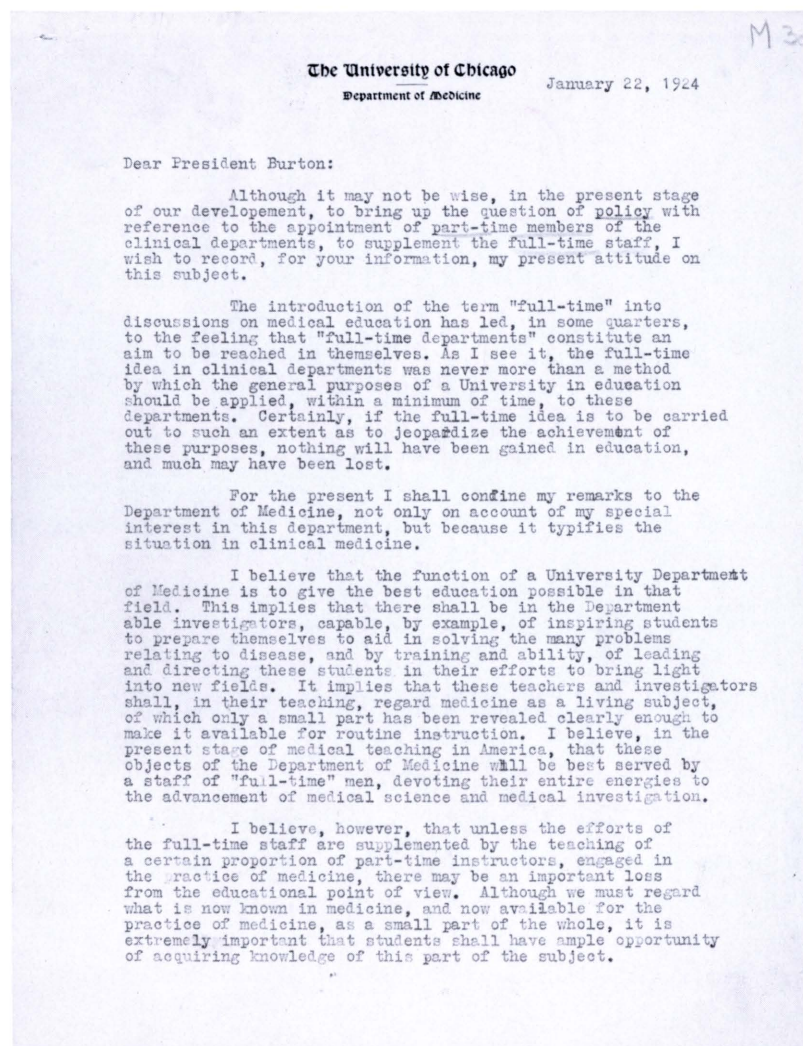 M 3
The University of Chicago
Department of Medicine
January 22, 1924
Dear President Burton:
Although it may not be wise, in the present stage
of our developement, to bring up the question of policy with
reference to the appointment of part-time members of the
clinical departments, to supplement the full-time staff, I
wish to record, for your information, my present attitude on
this subject.
The introduction of the term "full-time" into
discussions on medical education has led, in some quarters,
to the feeling that "full-time departments" constitute an
aim to be reached in themselves. As I see it, the full-time
idea in clinical departments was never more than a method
by which the general purposes of a University in education
should be applied, within a minimum of time, to these
departments. Certainly, if the full-time idea is to be carried
out to such an extent as to jeopardize the achievement of
these purposes, nothing will have been gained in education,
and much may have been lost.
For the present I shall confine my remarks to the
Department of Medicine, not only on account of my special
interest in this department, but because it typifies the
situation in clinical medicine.
I believe that the function of a University Department
of Medicine is to give the best education possible in that
field. This implies that there shall be in the Department
able investigators, capable, by example, of inspiring students
to prepare themselves to aid in solving the many problems
relating to disease, and by training and ability, of leading
and directing these students in their efforts to bring light
into new fields. It implies that these teachers and investigators
shall, in their teaching, regard medicine as a living subject,
of which only a small part has been revealed clearly enough to
make it available for routine instruction. I believe, in the
present stage of medical teaching in America, that these
objects of the Department of Medicine will be best served by
a staff of "full-time" men, devoting their entire energies to
the advancement of medical science and medical investigation.
I believe, however, that unless the efforts of
the full-time staff are supplemented by the teaching of
a certain proportion of part-time instructors, engaged in
the practice of medicine, there may be an important loss
from the educational point of view. Although we must regard
what is now known in medicine, and now available for the
practice of medicine, as a small part of the whole, it is
extremely important that students shall have ample opportunity
of acquiring knowledge of this part of the subject.